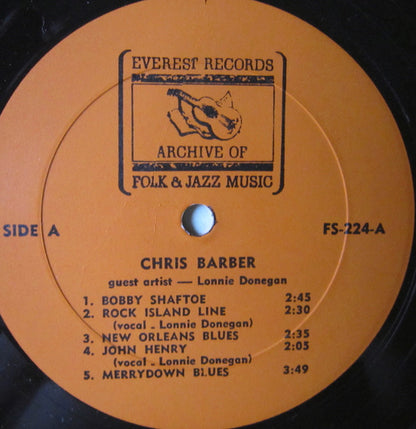 EVEREST RECORDS
ARCHIVE OF
FOLK & JAZZ MUSIC
SIDE A
FS-224-A
CHRIS BARBER
guest artist — Lonnie Donegan
1. BOBBY SHAFTOE 2:45
2. ROCK ISLAND LINE 2:30
(vocal - Lonnie Donegan)
3. NEW ORLEANS BLUES 2:35
4. JOHN HENRY 2:05
(vocal - Lonnie Donegan)
5. MERRYDOWN BLUES 3:49